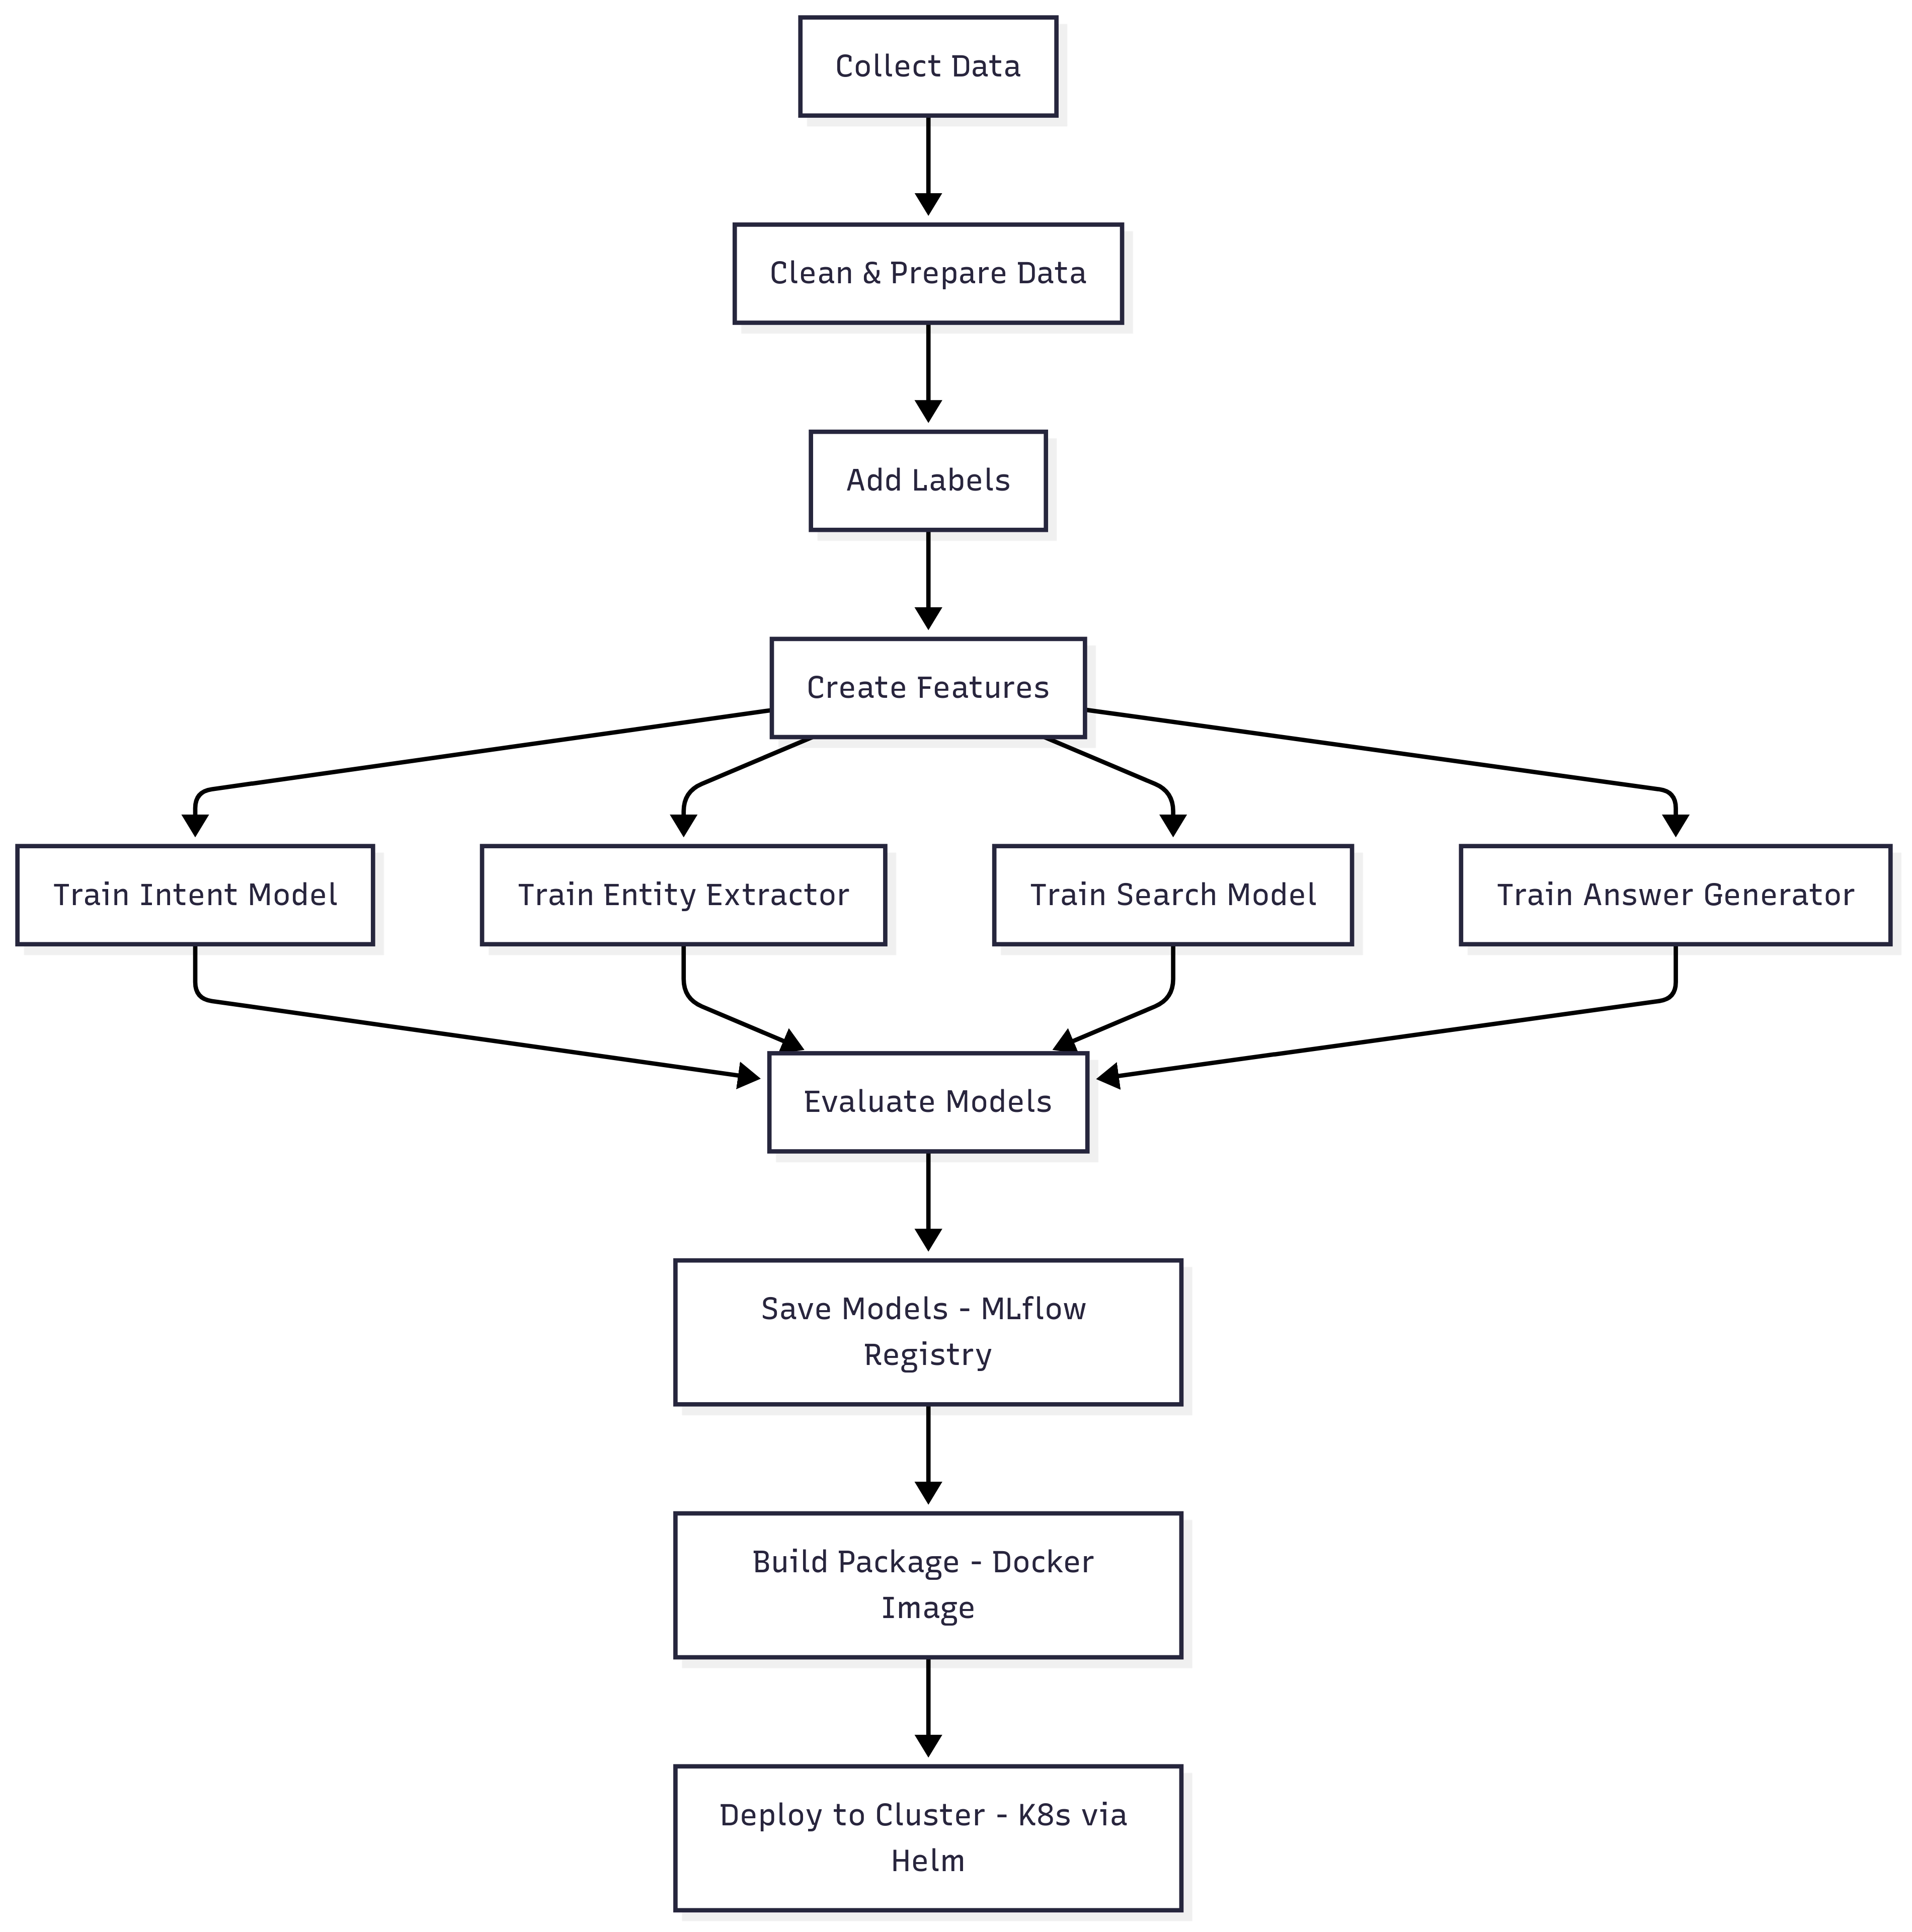 Collect Data
Clean & Prepare Data
Add Labels
Create Features
Train Intent Model
Train Entity Extractor
Train Search Model
Train Answer Generator
Evaluate Models
Save Models - MLflow
Registry
Build Package - Docker
Image
Deploy to Cluster - K8s via
Helm